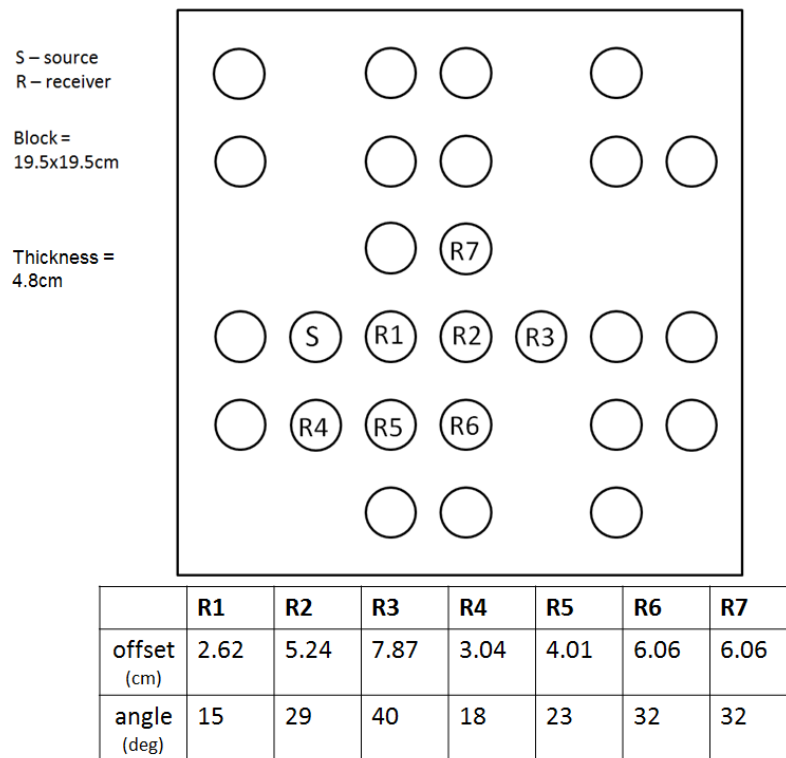 S – source
R – receiver
Block =
19.5x19.5cm
Thickness =
4.8cm
R7
S R1 R2 R3
R4 R5 R6
R1 R2 R3 R4 R5 R6 R7
offset (cm) 2.62 5.24 7.87 3.04 4.01 6.06 6.06
angle (deg) 15 29 40 18 23 32 32